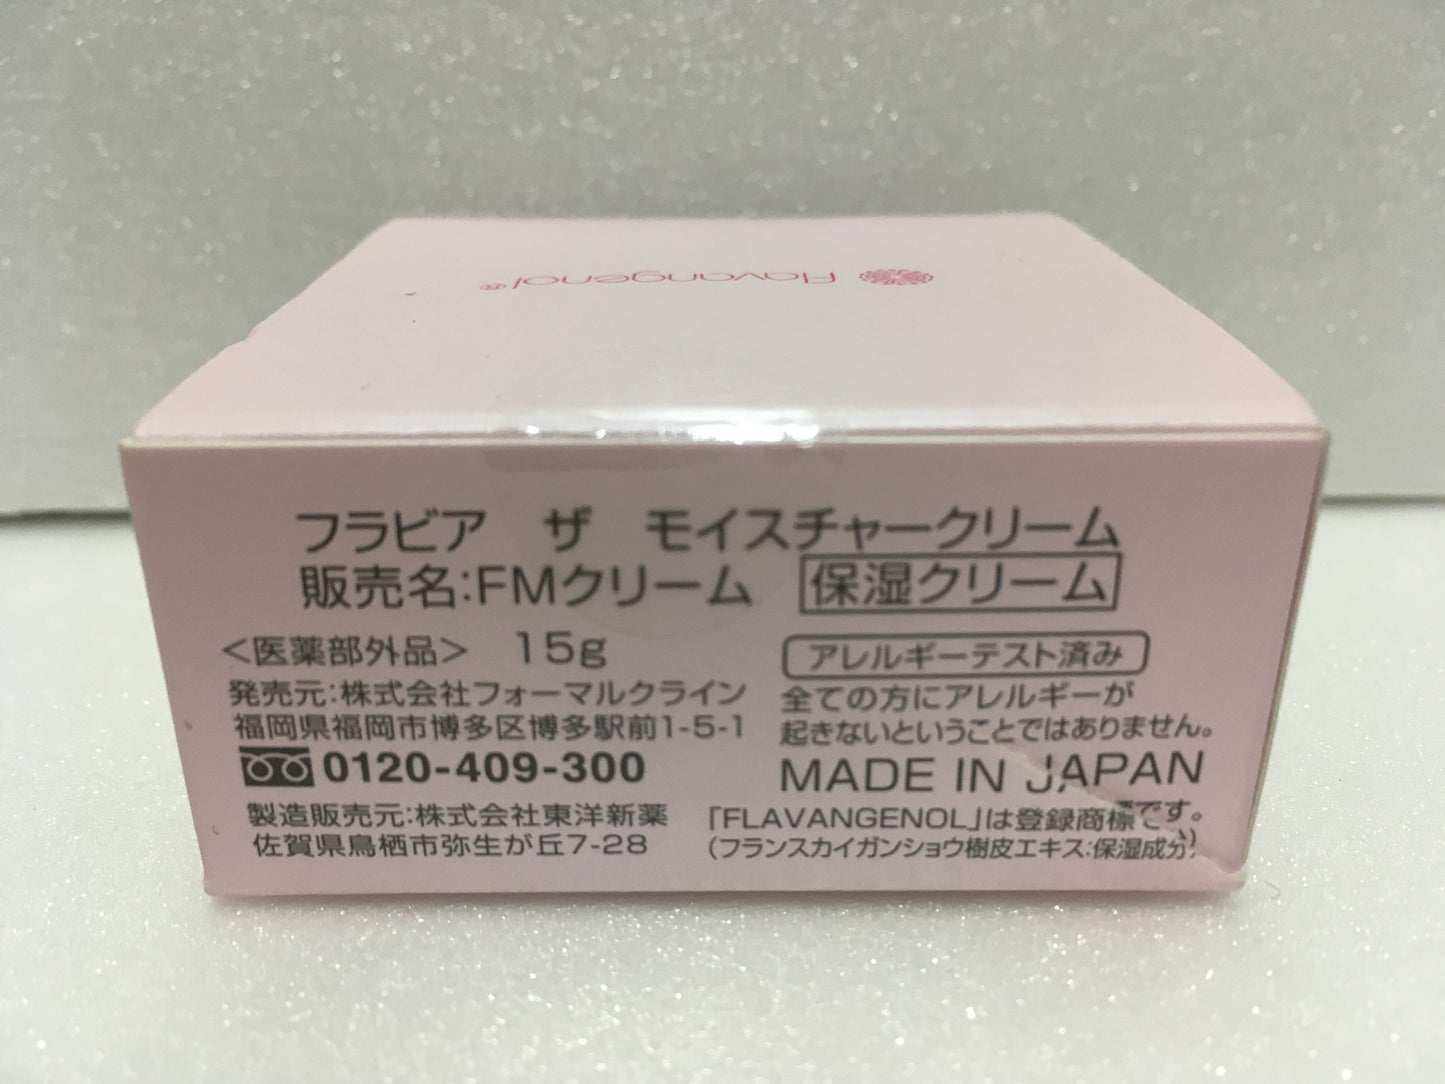 Flavangenol®
フラビア ザ モイスチャークリーム
販売名:FMクリーム 保湿クリーム
<医薬部外品> 15g
発売元:株式会社フォーマルクライン
福岡県福岡市博多区博多駅前1-5-1
0120-409-300
製造販売元:株式会社東洋新薬
佐賀県鳥栖市弥生が丘7-28
アレルギーテスト済み
全ての方にアレルギーが
起きないということではありません。
MADE IN JAPAN
「FLAVANGENOL」は登録商標です。
(フランスカイガンショウ樹皮エキス:保湿成分)